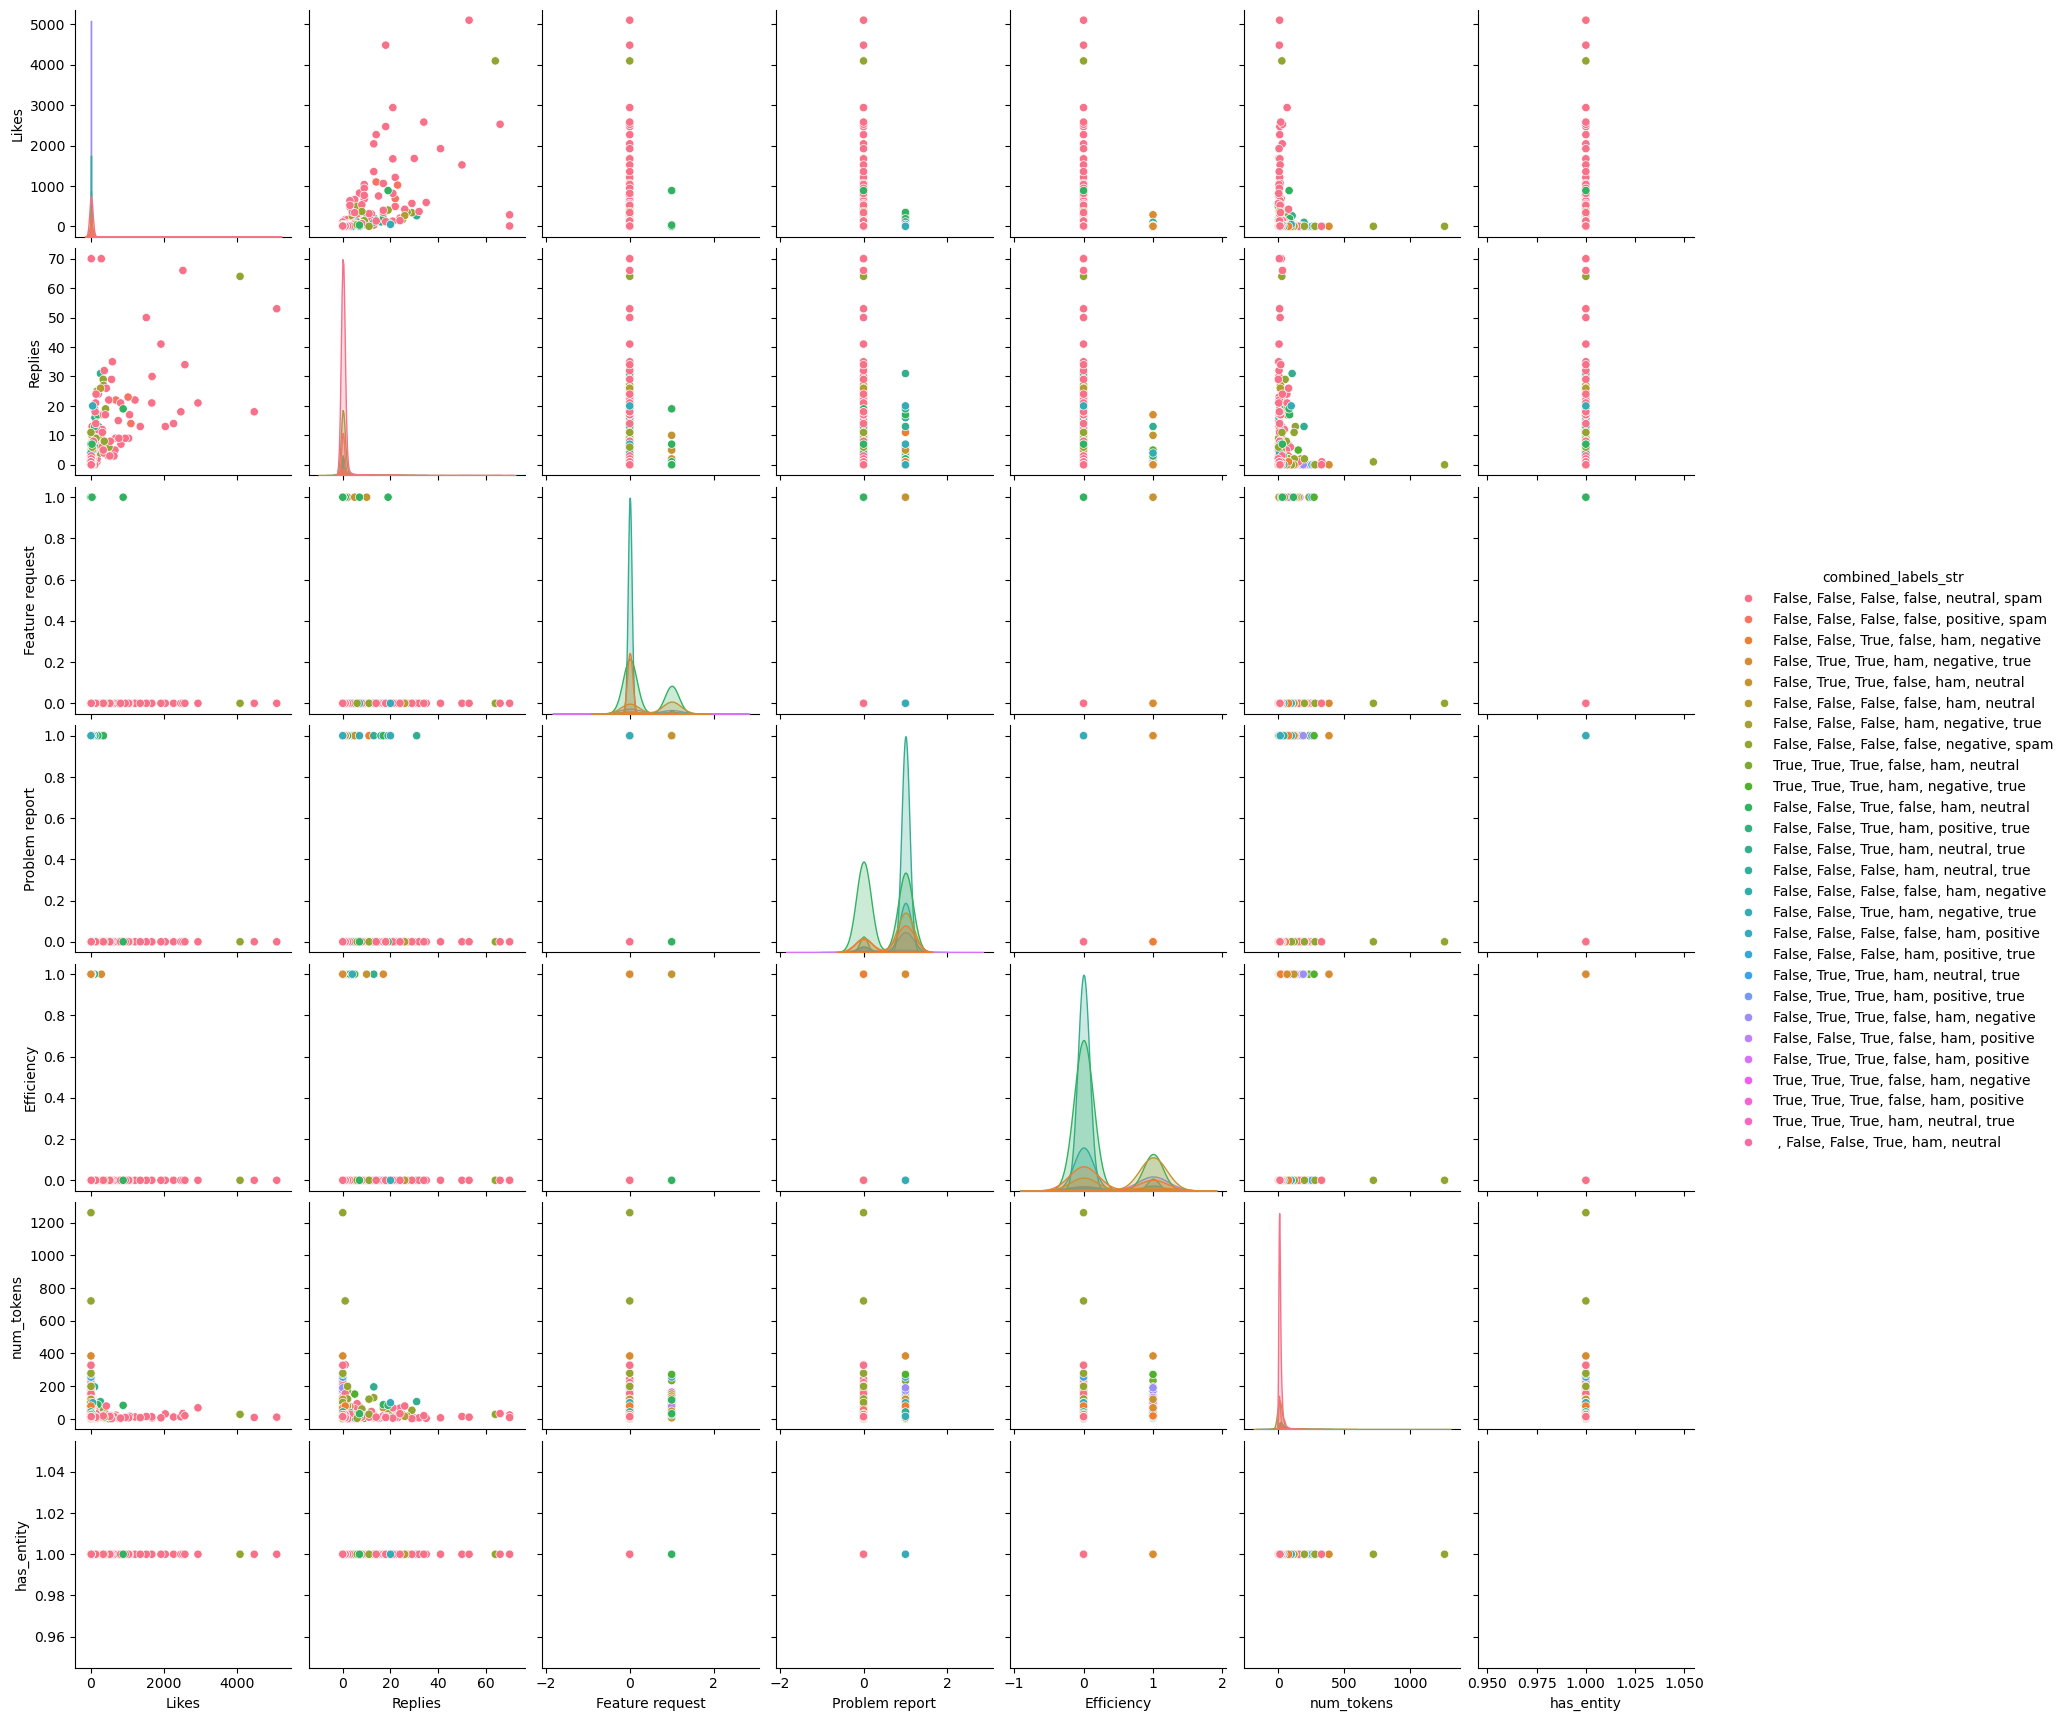 5000
4000
3000
2000
1000
0
Likes
70
60
50
40
30
20
10
0
Replies
1.0
0.8
0.6
0.4
0.2
0.0
Feature request
1.0
0.8
0.6
0.4
0.2
0.0
Problem report
1.0
0.8
0.6
0.4
0.2
0.0
Efficiency
1200
1000
800
600
400
200
0
num_tokens
1.04
1.02
1.00
0.98
0.96
has_entity
0 2000 4000
Likes
0 20 40 60
Replies
−2 0 2
Feature request
−2 0 2
Problem report
−1 0 1 2
Efficiency
0 500 1000
num_tokens
0.950 0.975 1.000 1.025 1.050
has_entity
combined_labels_str
False, False, False, false, neutral, spam
False, False, False, false, positive, spam
False, False, True, false, ham, negative
False, True, True, ham, negative, true
False, True, True, false, ham, neutral
False, False, False, false, ham, neutral
False, False, False, ham, negative, true
False, False, False, false, negative, spam
True, True, True, false, ham, neutral
True, True, True, ham, negative, true
False, False, True, false, ham, neutral
False, False, True, ham, positive, true
False, False, True, ham, neutral, true
False, False, False, ham, neutral, true
False, False, False, false, ham, negative
False, False, True, ham, negative, true
False, False, False, false, ham, positive
False, False, False, ham, positive, true
False, True, True, ham, neutral, true
False, True, True, ham, positive, true
False, True, True, false, ham, negative
False, False, True, false, ham, positive
False, True, True, false, ham, positive
True, True, True, false, ham, negative
True, True, True, false, ham, positive
True, True, True, ham, neutral, true
, False, False, True, ham, neutral